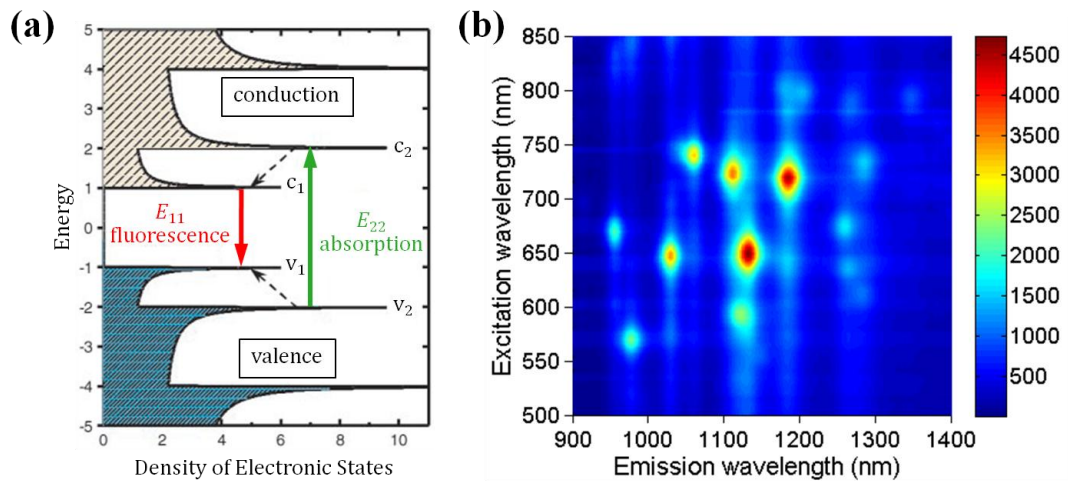 (a)
5
4
3
2
1
0
-1
-2
-3
-4
-5
Energy
conduction
c2
c1
E11
fluorescence
E22
absorption
v1
v2
valence
0
2
4
6
8
10
Density of Electronic States
(b)
850
800
750
700
650
600
550
500
Excitation wavelength (nm)
900
1000
1100
1200
1300
1400
Emission wavelength (nm)
4500
4000
3500
3000
2500
2000
1500
1000
500